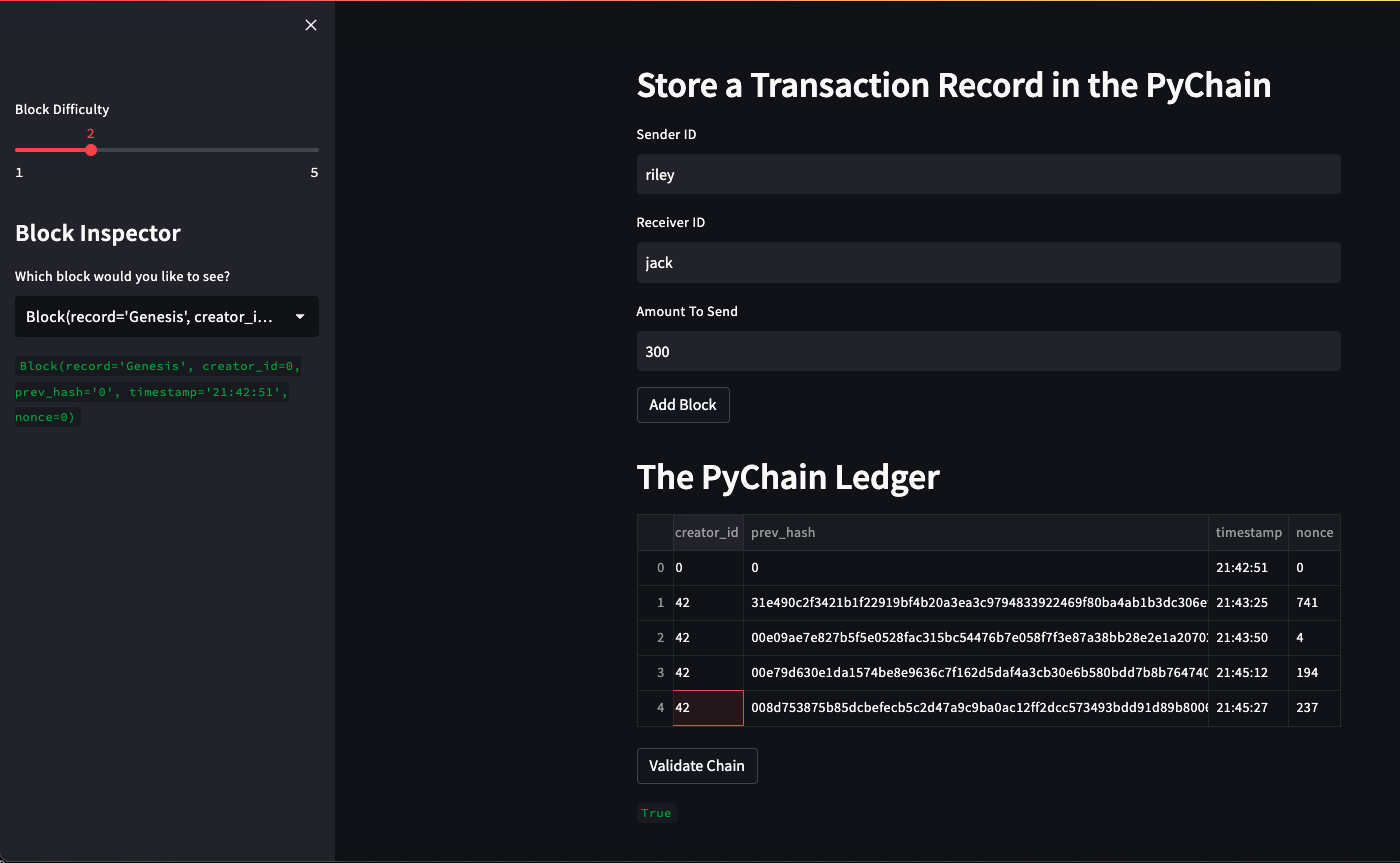 Block Difficulty
2
1 5
Block Inspector
Which block would you like to see?
Block(record='Genesis', creator_i...
Block(record='Genesis', creator_id=0,
prev_hash='0', timestamp='21:42:51',
nonce=0)
Store a Transaction Record in the PyChain
Sender ID
riley
Receiver ID
jack
Amount To Send
300
Add Block
The PyChain Ledger
creator_id prev_hash timestamp nonce
0 0 0 21:42:51 0
1 42 31e490c2f3421b1f22919bf4b20a3ea3c9794833922469f80ba4ab1b3dc306e 21:43:25 741
2 42 00e09ae7e827b5f5e0528fac315bc54476b7e058f7f3e87a38bb28e2e1a2070 21:43:50 4
3 42 00e79d630e1da1574be8e9636c7f162d5daf4a3cb30e6b580bdd7b8b764740 21:45:12 194
4 42 008d753875b85dcbefecb5c2d47a9c9ba0ac12ff2dcc573493bdd91d89b8006 21:45:27 237
Validate Chain
True